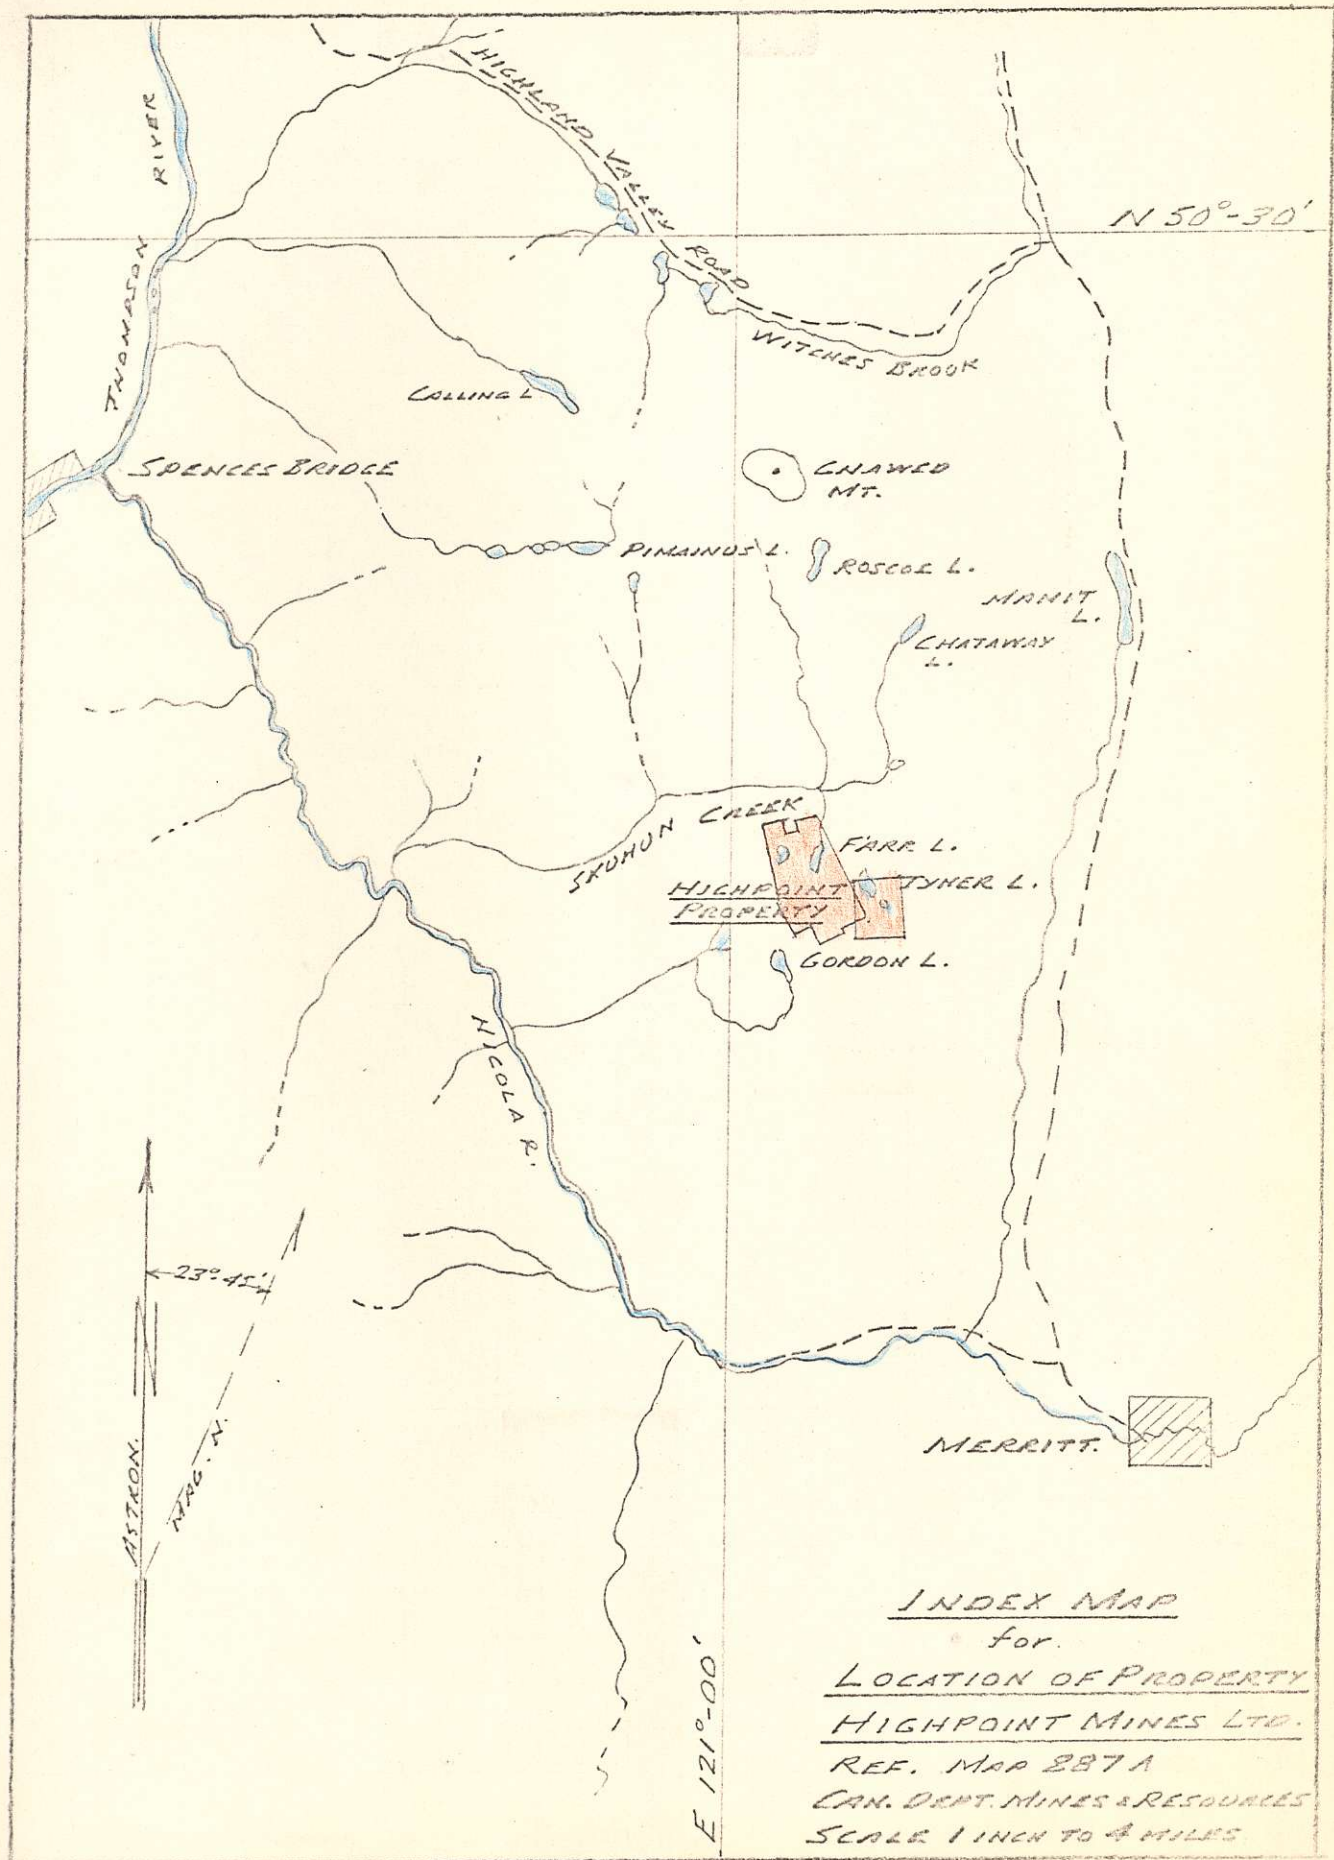 HIGHLAND VALLEY ROAD
THOMPSON RIVER
N 50°-30'
WITCHES BROOK
CALLING L
SPENCES BRIDGE
GNAWED
MT.
PIMAINUS L.
ROSCOE L.
MAMIT
L.
CHATAWAY
L.
SKUHUN CREEK
FARR L.
HIGHPOINT
PROPERTY
TYNER L.
GORDON L.
NICOLA R.
23°-45'
ASTRON.
MAG. N.
MERRITT.
E 121°-00'
INDEX MAP
for.
LOCATION OF PROPERTY
HIGHPOINT MINES LTD.
REF. MAP 887A
CAN. DEPT. MINES & RESOURCES
SCALE 1 INCH TO 4 MILES